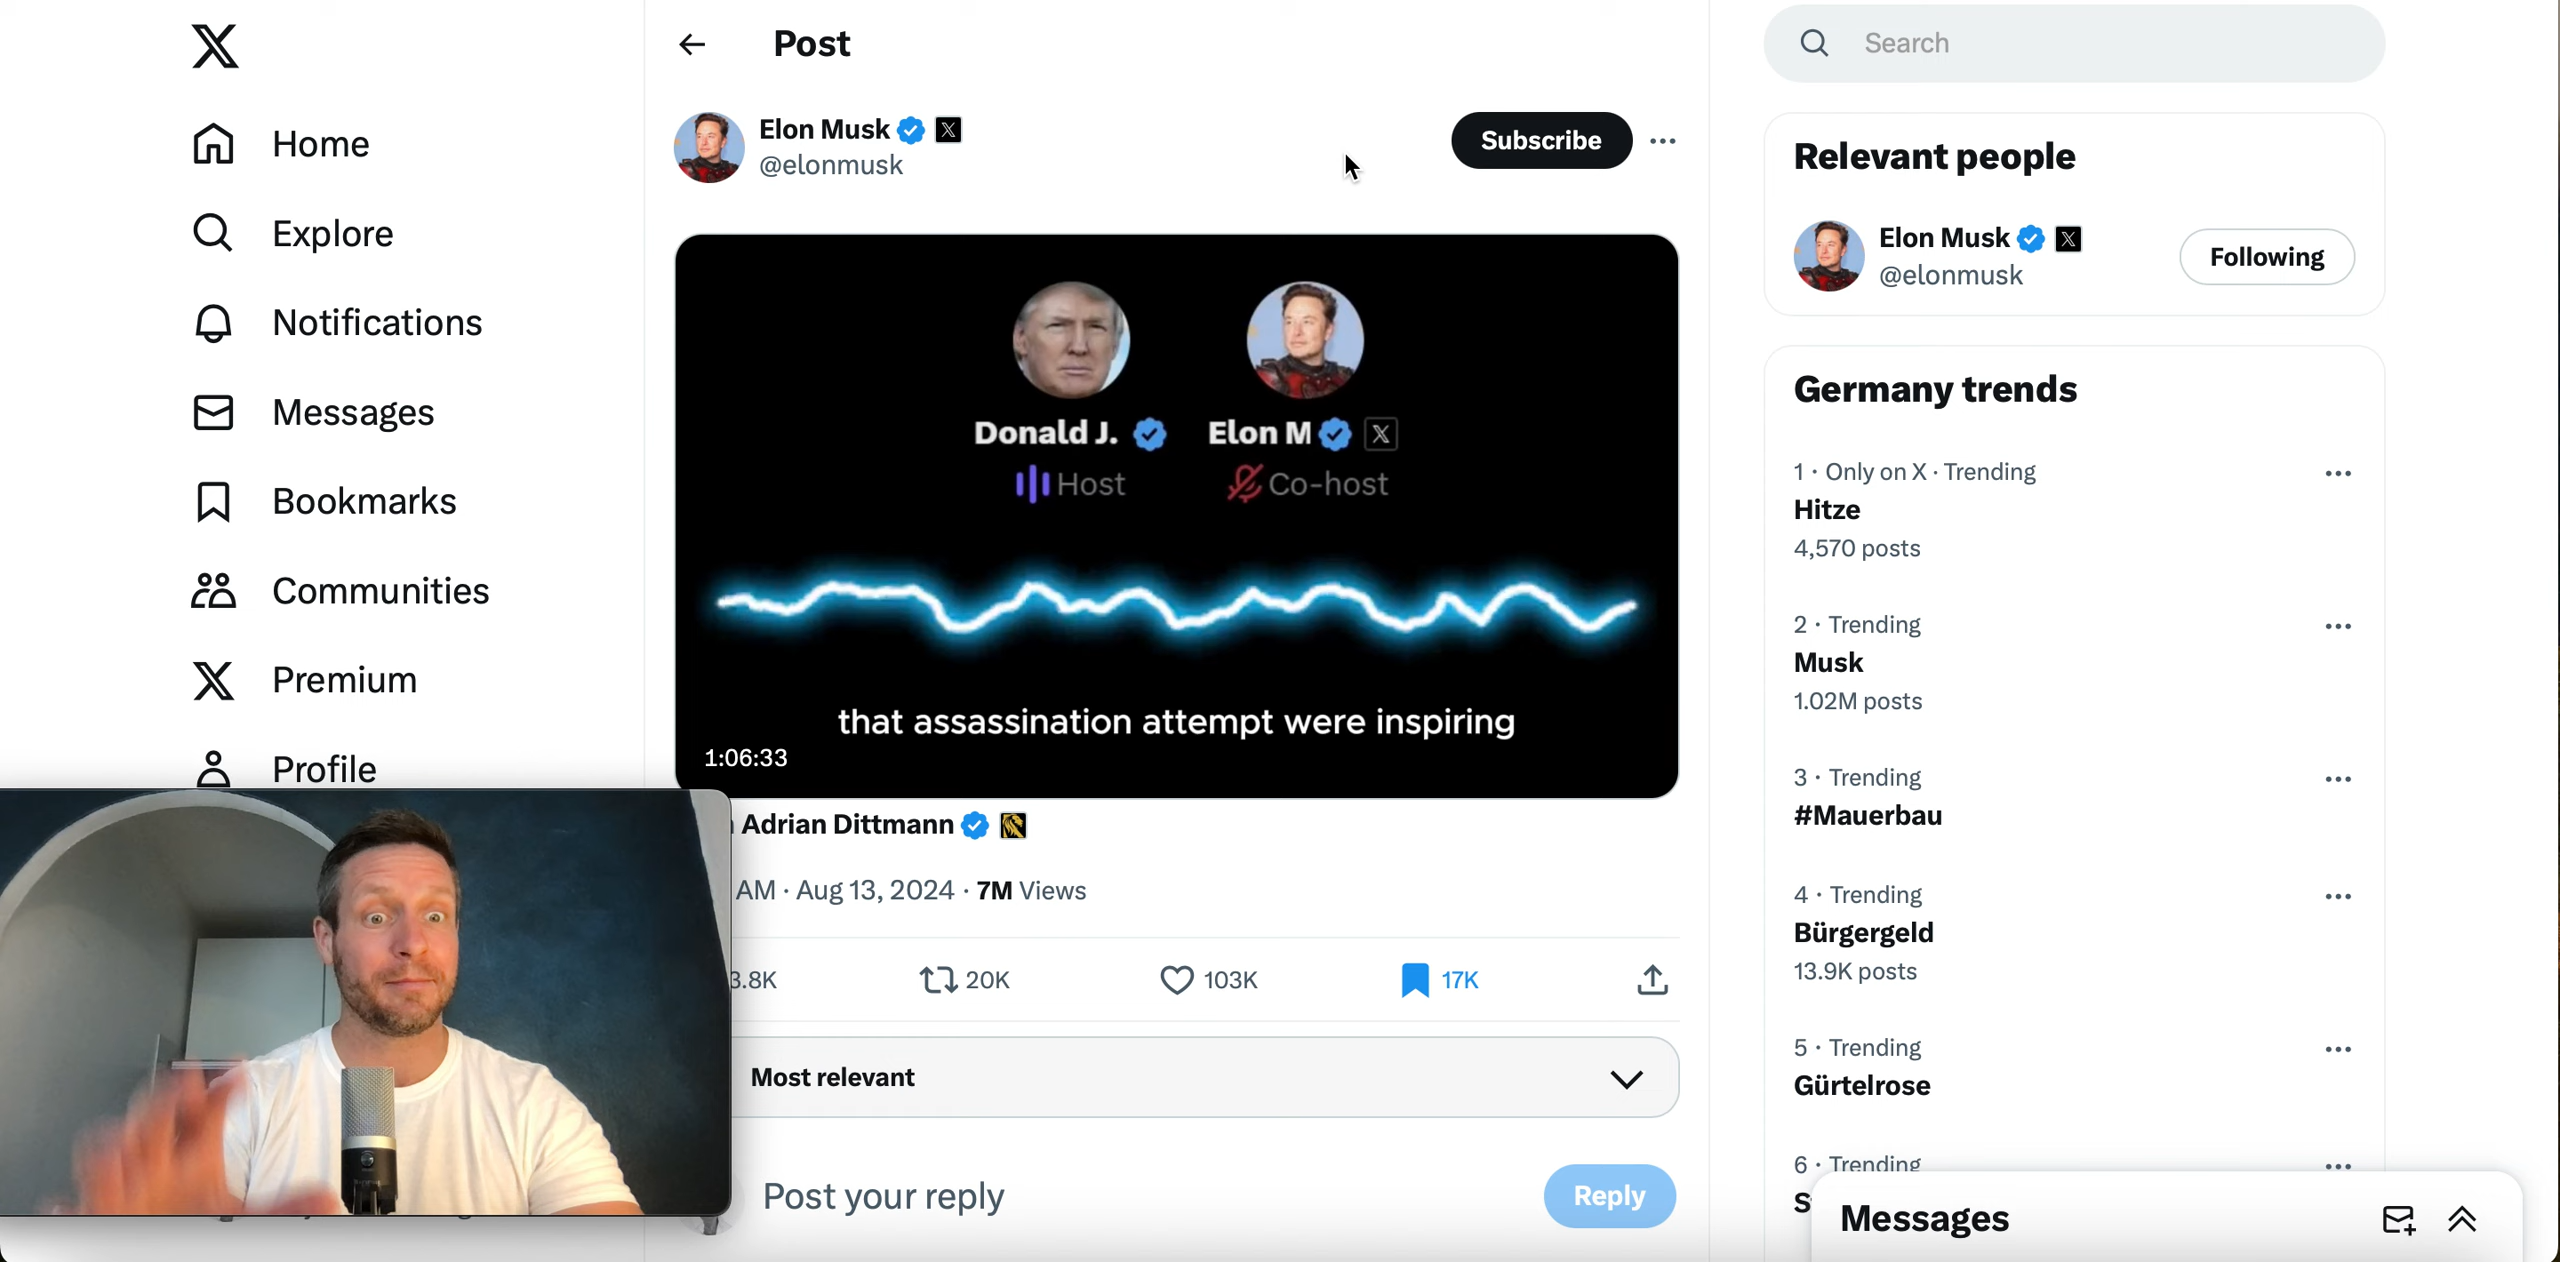 Home
Explore
Notifications
Messages
Bookmarks
Communities
Premium
Profile
Post
Elon Musk
@elonmusk
Subscribe
Donald J.
Elon M
Host
Co-host
that assassination attempt were inspiring
1:06:33
Adrian Dittmann
AM · Aug 13, 2024 · 7M Views
3.8K
20K
103K
17K
Most relevant
Post your reply
Reply
Search
Relevant people
Elon Musk
@elonmusk
Following
Germany trends
1 · Only on X · Trending
Hitze
4,570 posts
2 · Trending
Musk
1.02M posts
3 · Trending
#Mauerbau
4 · Trending
Bürgergeld
13.9K posts
5 · Trending
Gürtelrose
6 · Trending
Messages